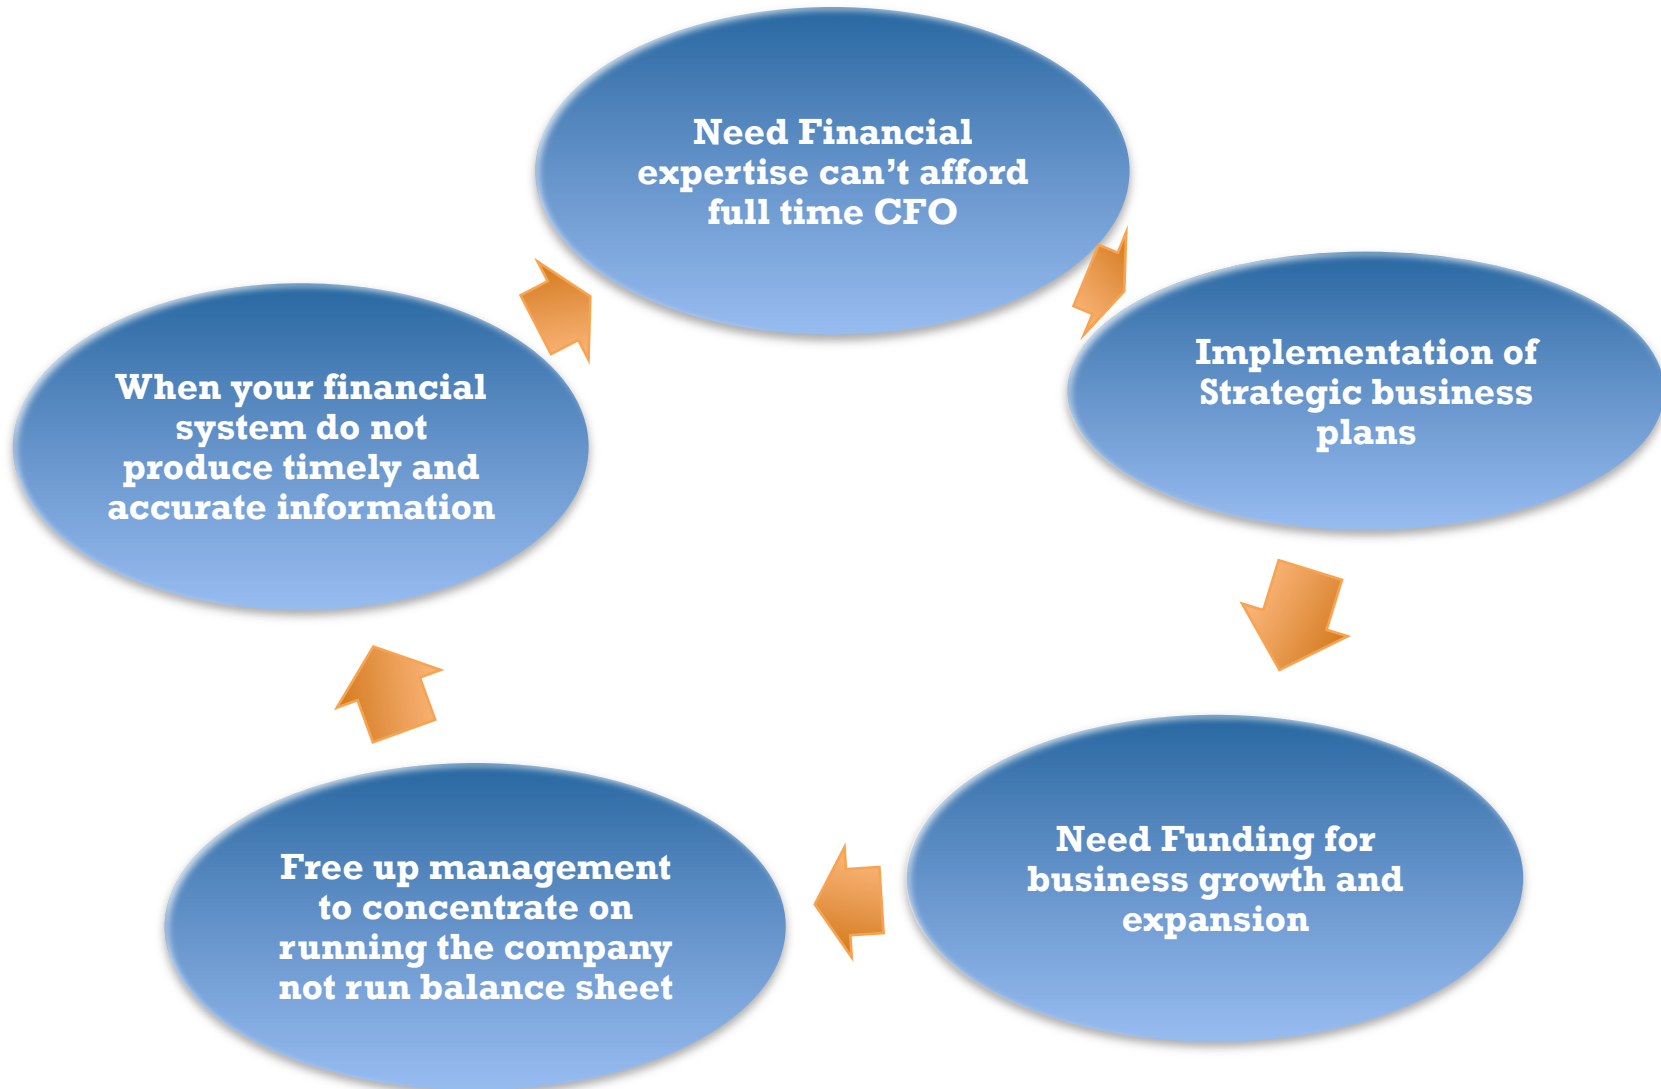 Need Financial
expertise can’t afford
full time CFO
Implementation of
Strategic business
plans
Need Funding for
business growth and
expansion
Free up management
to concentrate on
running the company
not run balance sheet
When your financial
system do not
produce timely and
accurate information